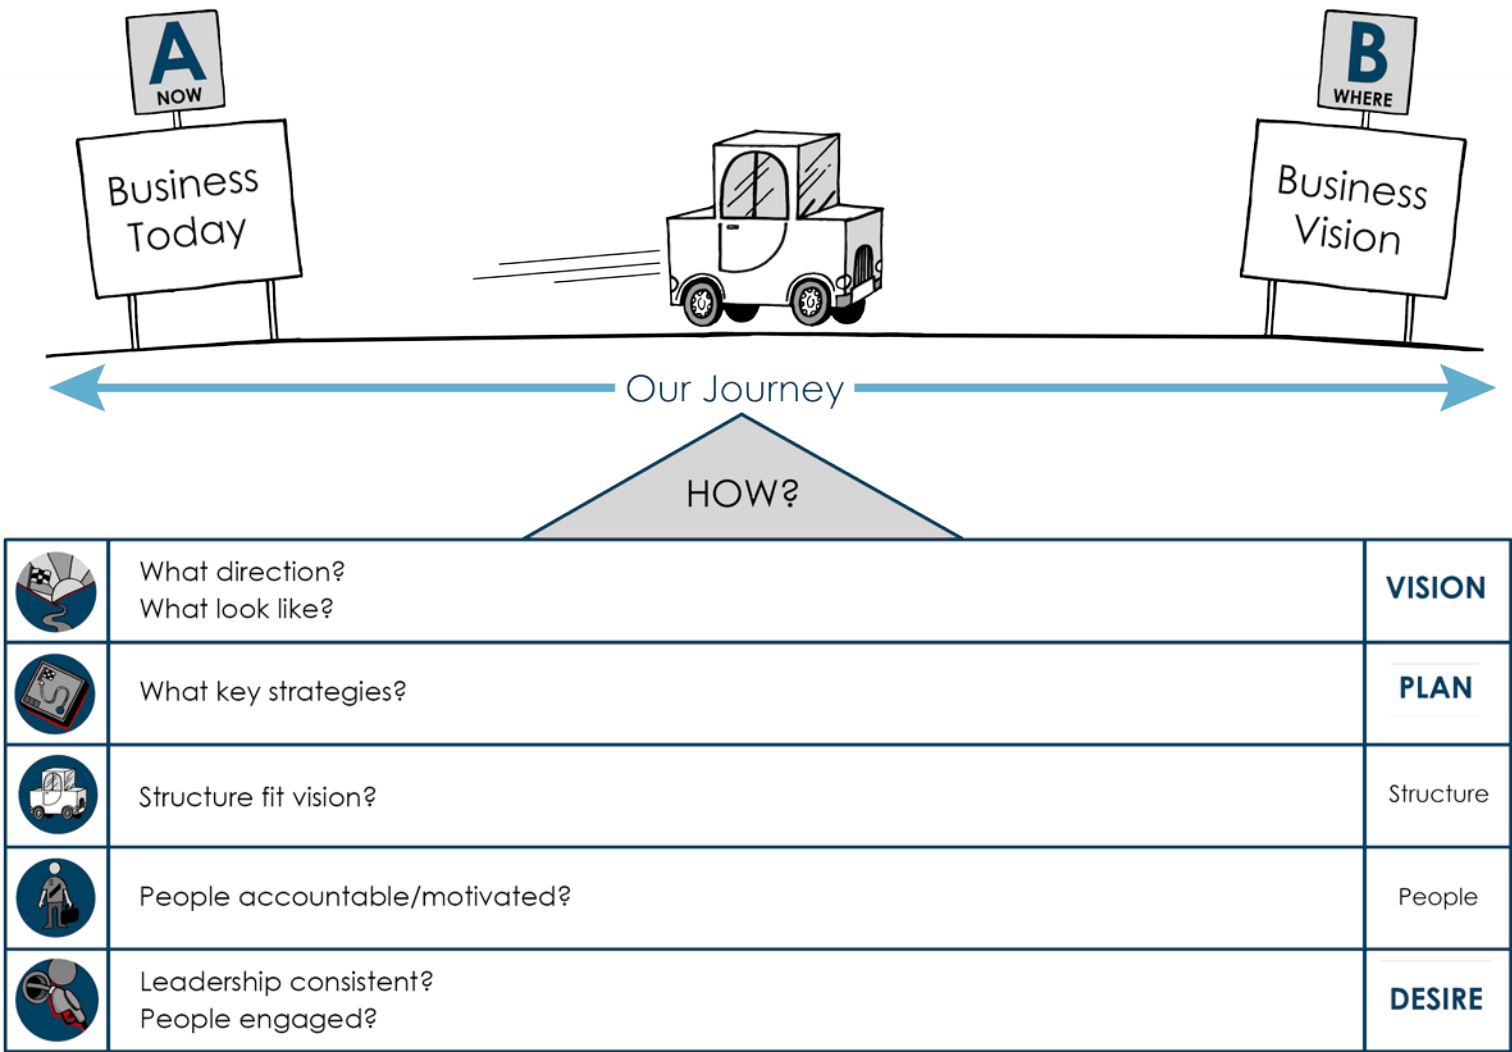 A
NOW
B
WHERE
Business
Today
Business
Vision
Our Journey
HOW?
What direction?
What look like?
VISION
What key strategies?
PLAN
Structure fit vision?
Structure
People accountable/motivated?
People
Leadership consistent?
People engaged?
DESIRE